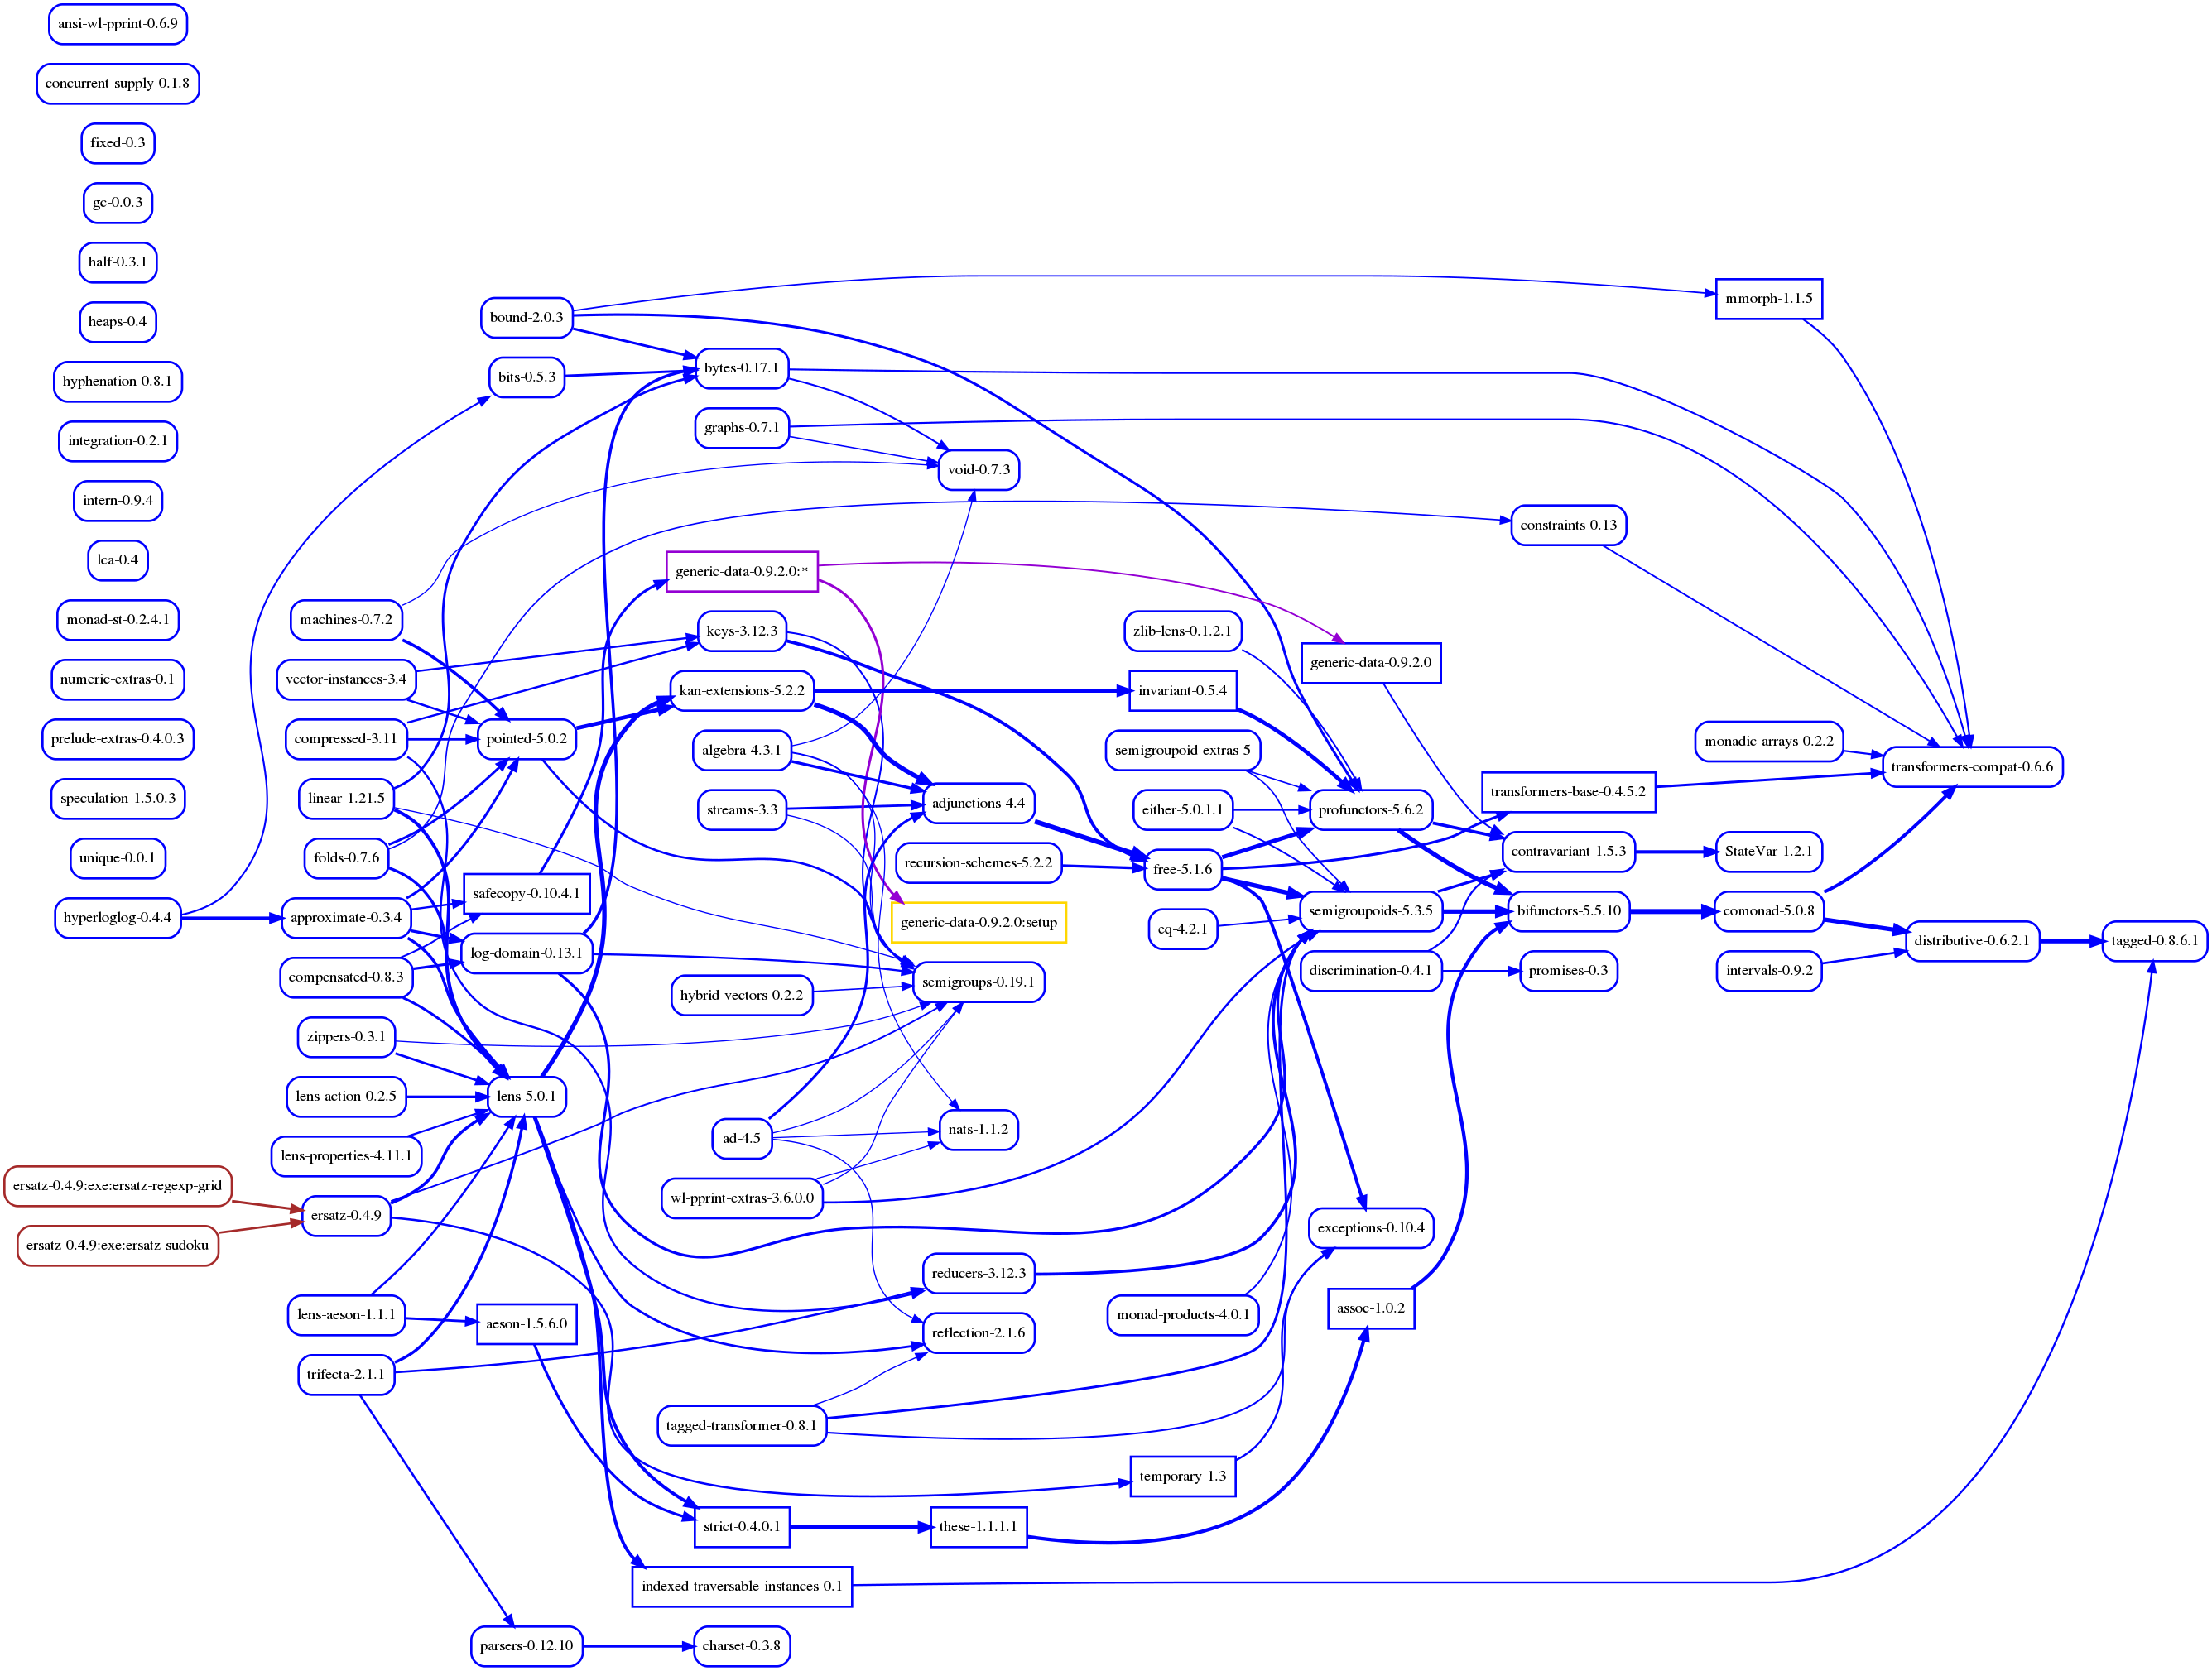 ansi-wl-pprint-0.6.9
concurrent-supply-0.1.8
fixed-0.3
gc-0.0.3
half-0.3.1
heaps-0.4
hyphenation-0.8.1
integration-0.2.1
intern-0.9.4
lca-0.4
monad-st-0.2.4.1
numeric-extras-0.1
prelude-extras-0.4.0.3
speculation-1.5.0.3
unique-0.0.1
hyperloglog-0.4.4
ersatz-0.4.9:exe:ersatz-regexp-grid
ersatz-0.4.9:exe:ersatz-sudoku
machines-0.7.2
vector-instances-3.4
compressed-3.11
linear-1.21.5
folds-0.7.6
approximate-0.3.4
compensated-0.8.3
zippers-0.3.1
lens-action-0.2.5
lens-properties-4.11.1
ersatz-0.4.9
lens-aeson-1.1.1
trifecta-2.1.1
bound-2.0.3
bits-0.5.3
pointed-5.0.2
safecopy-0.10.4.1
log-domain-0.13.1
lens-5.0.1
aeson-1.5.6.0
parsers-0.12.10
bytes-0.17.1
graphs-0.7.1
generic-data-0.9.2.0:*
keys-3.12.3
kan-extensions-5.2.2
algebra-4.3.1
streams-3.3
hybrid-vectors-0.2.2
ad-4.5
wl-pprint-extras-3.6.0.0
tagged-transformer-0.8.1
strict-0.4.0.1
indexed-traversable-instances-0.1
charset-0.3.8
void-0.7.3
adjunctions-4.4
recursion-schemes-5.2.2
generic-data-0.9.2.0:setup
semigroups-0.19.1
nats-1.1.2
reducers-3.12.3
reflection-2.1.6
these-1.1.1.1
zlib-lens-0.1.2.1
invariant-0.5.4
semigroupoid-extras-5
either-5.0.1.1
free-5.1.6
eq-4.2.1
monad-products-4.0.1
temporary-1.3
generic-data-0.9.2.0
profunctors-5.6.2
semigroupoids-5.3.5
discrimination-0.4.1
exceptions-0.10.4
assoc-1.0.2
constraints-0.13
transformers-base-0.4.5.2
contravariant-1.5.3
bifunctors-5.5.10
promises-0.3
mmorph-1.1.5
monadic-arrays-0.2.2
StateVar-1.2.1
comonad-5.0.8
intervals-0.9.2
transformers-compat-0.6.6
distributive-0.6.2.1
tagged-0.8.6.1